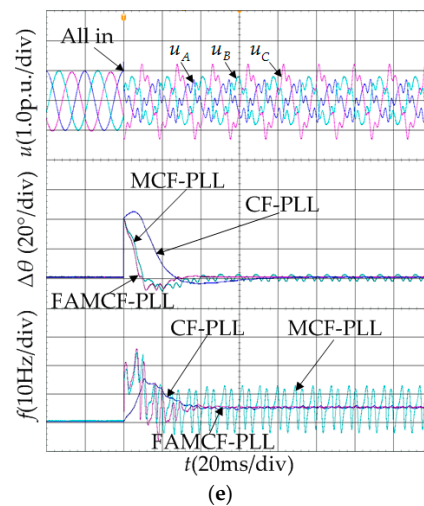 All in
u_A u_B u_C
u(1.0p.u./div)
MCF-PLL
CF-PLL
Δθ (20°/div)
FAMCF-PLL
CF-PLL
MCF-PLL
f(10Hz/div)
FAMCF-PLL
t(20ms/div)
(e)